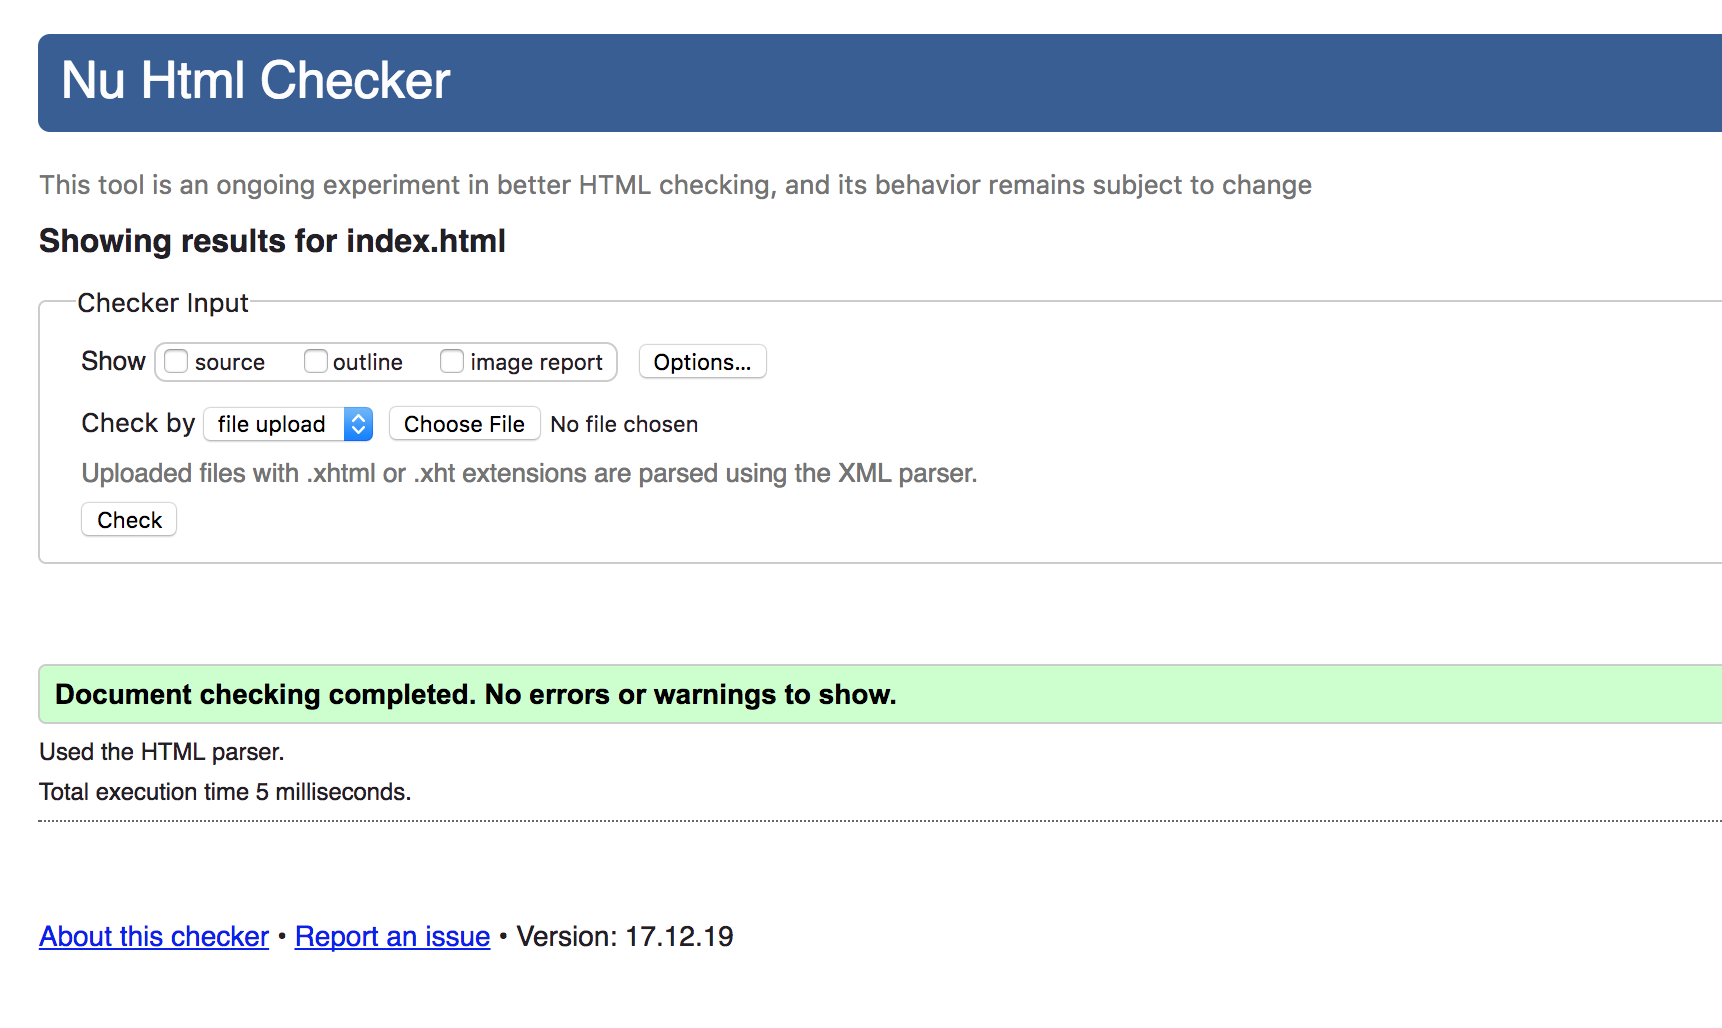 Nu Html Checker
This tool is an ongoing experiment in better HTML checking, and its behavior remains subject to change
Showing results for index.html
Checker Input
Show source outline image report Options...
Check by file upload Choose File No file chosen
Uploaded files with .xhtml or .xht extensions are parsed using the XML parser.
Check
Document checking completed. No errors or warnings to show.
Used the HTML parser.
Total execution time 5 milliseconds.
About this checker • Report an issue • Version: 17.12.19